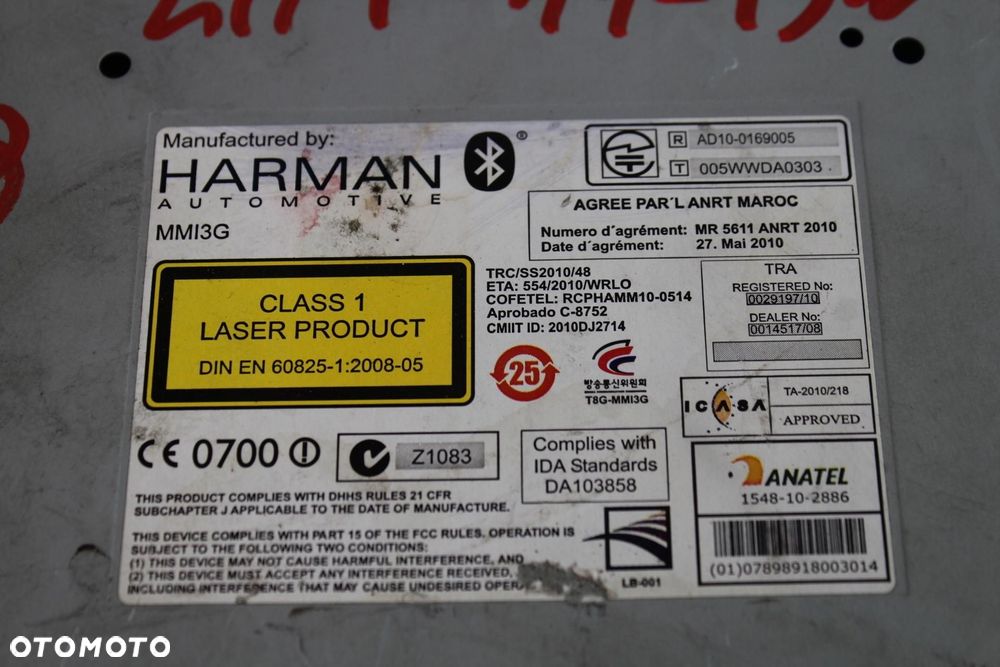 Manufactured by:
HARMAN
AUTOMOTIVE
®
MMI3G
R AD10-0169005
T 005WWDA0303
AGREE PAR´L ANRT MAROC
Numero d´agrément: MR 5611 ANRT 2010
Date d´agrément: 27. Mai 2010
CLASS 1
LASER PRODUCT
DIN EN 60825-1:2008-05
TRC/SS2010/48
ETA: 554/2010/WRLO
COFETEL: RCPHAMM10-0514
Aprobado C-8752
CMIIT ID: 2010DJ2714
TRA
REGISTERED No:
0029197/10
DEALER No:
0014517/08
25
방송통신위원회
T8G-MMI3G
ICASA
TA-2010/218
APPROVED
CE 0700
Z1083
Complies with
IDA Standards
DA103858
ANATEL
1548-10-2886
(01)07898918003014
THIS PRODUCT COMPLIES WITH DHHS RULES 21 CFR
SUBCHAPTER J APPLICABLE TO THE DATE OF MANUFACTURE.
THIS DEVICE COMPLIES WITH PART 15 OF THE FCC RULES. OPERATION IS
SUBJECT TO THE FOLLOWING TWO CONDITIONS:
(1) THIS DEVICE MAY NOT CAUSE HARMFUL INTERFERENCE, AND
(2) THIS DEVICE MUST ACCEPT ANY INTERFERENCE RECEIVED,
INCLUDING INTERFERENCE THAT MAY CAUSE UNDESIRED OPERA
LB-001
OTOMOTO